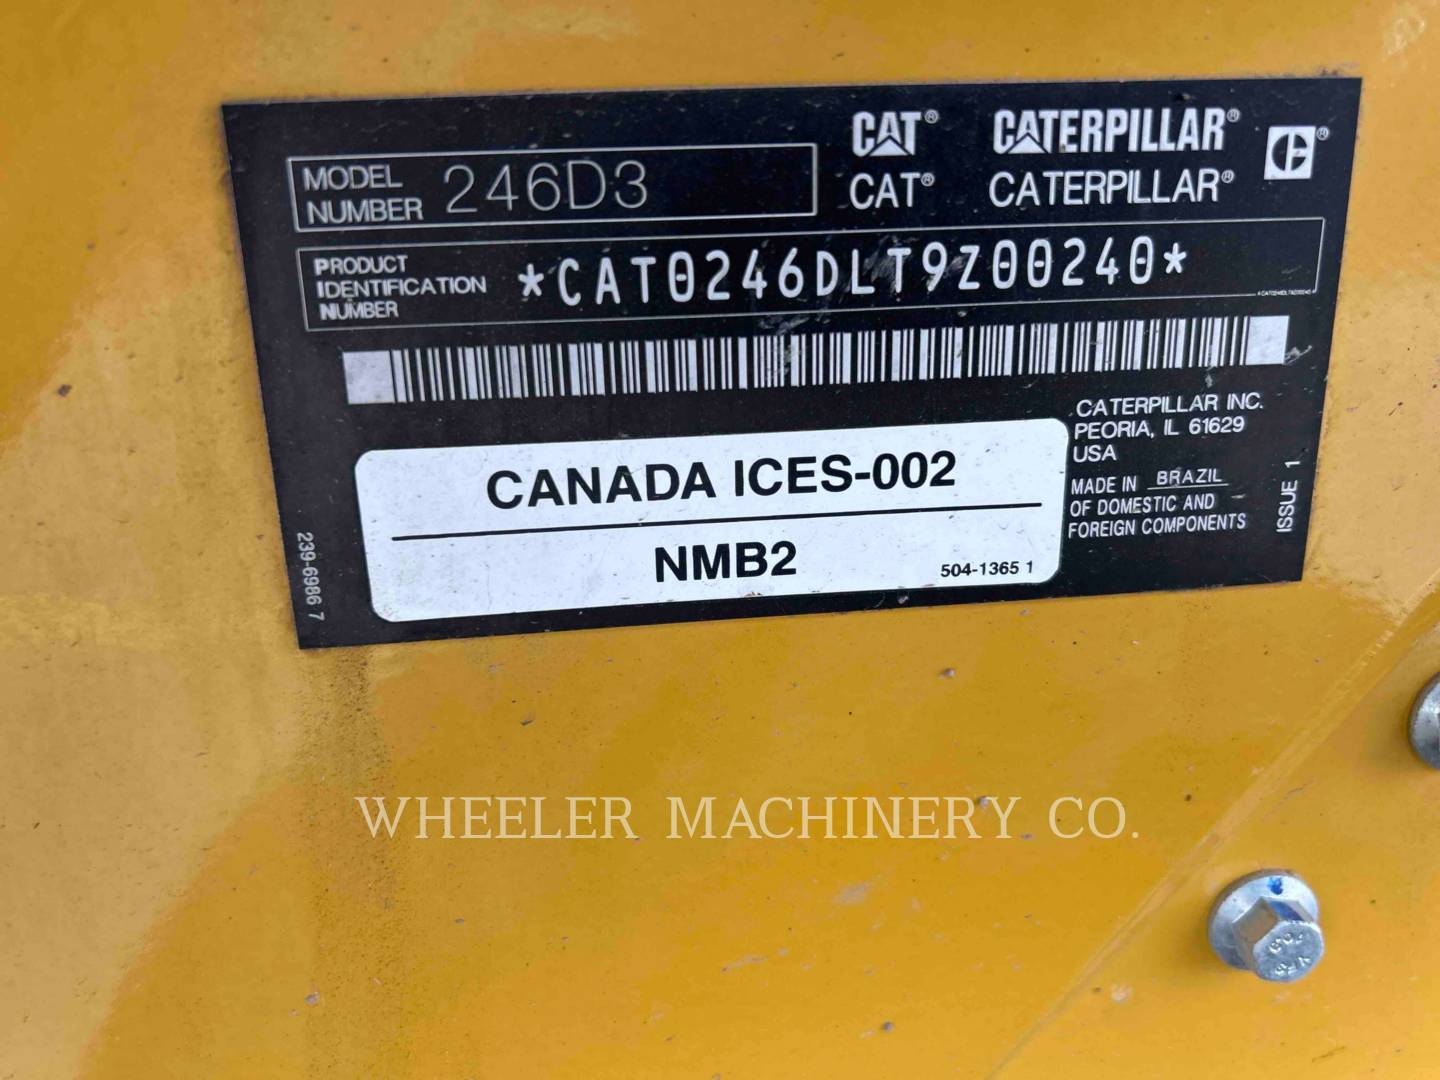 MODEL NUMBER 246D3
CAT® CATERPILLAR®
CAT® CATERPILLAR®
®
PRODUCT IDENTIFICATION NUMBER *CAT0246DLT9Z00240*
CATERPILLAR INC.
PEORIA, IL 61629
USA
MADE IN BRAZIL
OF DOMESTIC AND
FOREIGN COMPONENTS
ISSUE 1
CANADA ICES-002
NMB2
504-1365 1
239-6986 7
WHEELER MACHINERY CO.